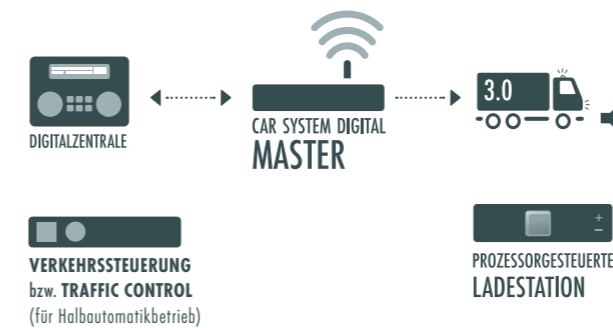 3.0
DIGITALZENTRALE
CAR SYSTEM DIGITAL
MASTER
VERKEHRSSTEUERUNG
bzw. TRAFFIC CONTROL
(für Halbautomatikbetrieb)
+
−
PROZESSORGESTEUERTE
LADESTATION